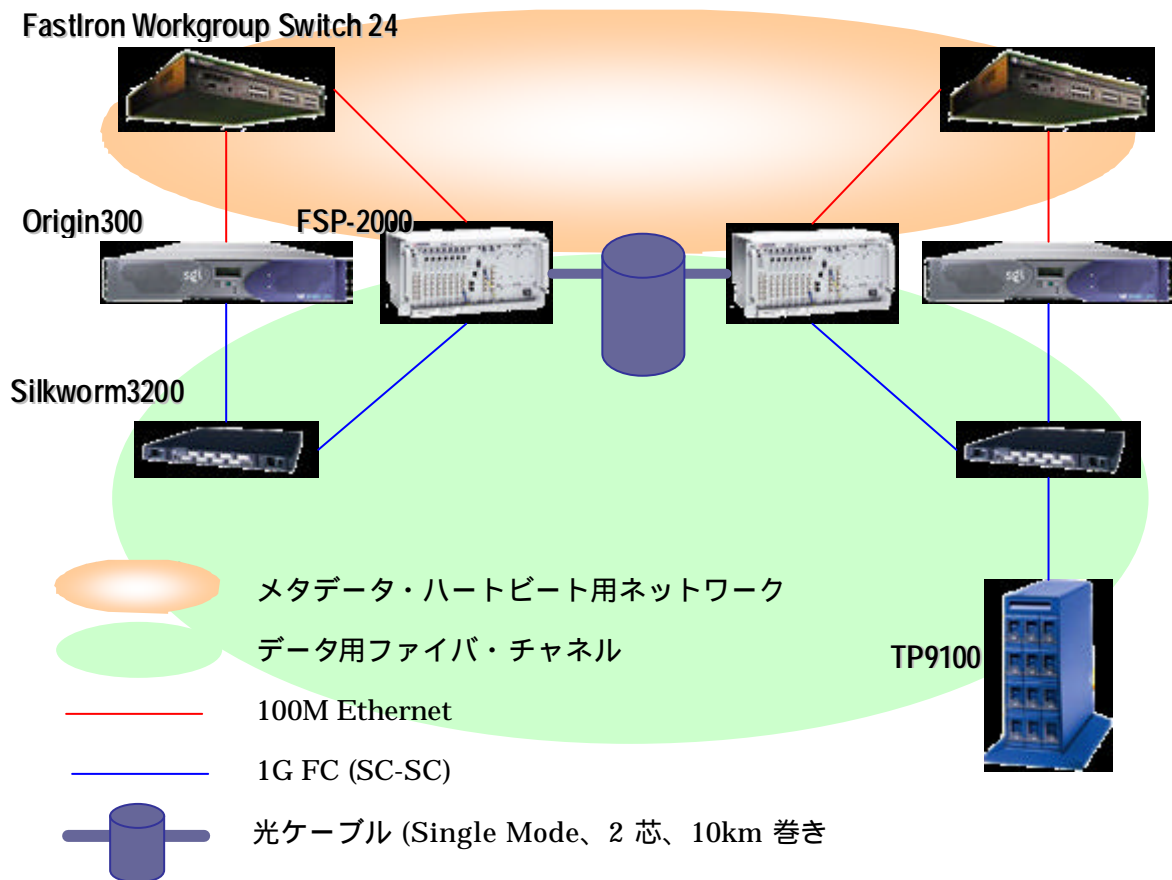 FastIron Workgroup Switch 24
Origin300
FSP-2000
sgi
sgi
Silkworm3200
メタデータ・ハートビート用ネットワーク
データ用ファイバ・チャネル
TP9100
100M Ethernet
1G FC (SC-SC)
光ケーブル (Single Mode、2 芯、10km 巻き